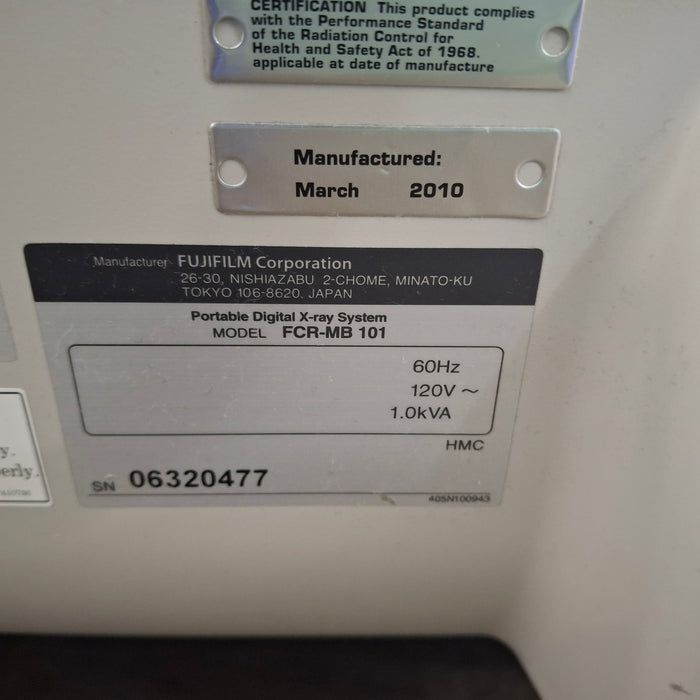 CERTIFICATION This product complies
with the Performance Standard
of the Radiation Control for
Health and Safety Act of 1968.
applicable at date of manufacture
Manufactured:
March 2010
Manufacturer FUJIFILM Corporation
26-30, NISHIAZABU 2-CHOME, MINATO-KU
TOKYO 106-8620, JAPAN
Portable Digital X-ray System
MODEL FCR-MB 101
60Hz
120V ~
1.0kVA
HMC
SN 06320477
405N100943
y.
erly.